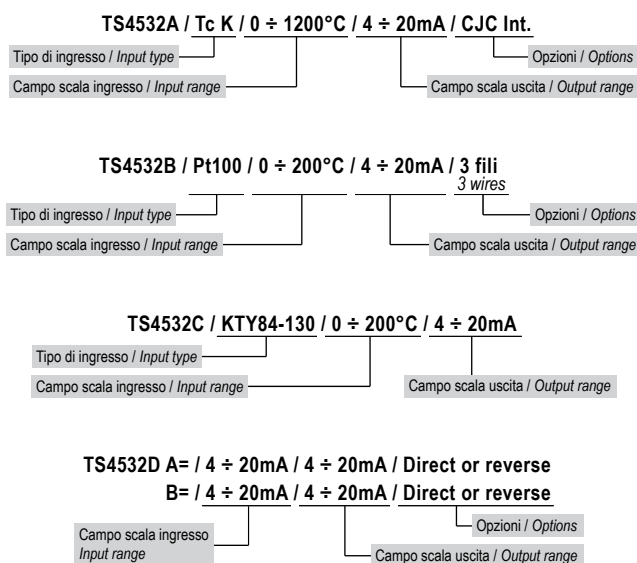 TS4532A / Tc K / 0 ÷ 1200°C / 4 ÷ 20mA / CJC Int.
Tipo di ingresso / Input type
Opzioni / Options
Campo scala ingresso / Input range
Campo scala uscita / Output range
TS4532B / Pt100 / 0 ÷ 200°C / 4 ÷ 20mA / 3 fili
3 wires
Tipo di ingresso / Input type
Opzioni / Options
Campo scala ingresso / Input range
Campo scala uscita / Output range
TS4532C / KTY84-130 / 0 ÷ 200°C / 4 ÷ 20mA
Tipo di ingresso / Input type
Campo scala ingresso / Input range
Campo scala uscita / Output range
TS4532D A= / 4 ÷ 20mA / 4 ÷ 20mA / Direct or reverse
B= / 4 ÷ 20mA / 4 ÷ 20mA / Direct or reverse
Opzioni / Options
Campo scala ingresso
Input range
Campo scala uscita / Output range